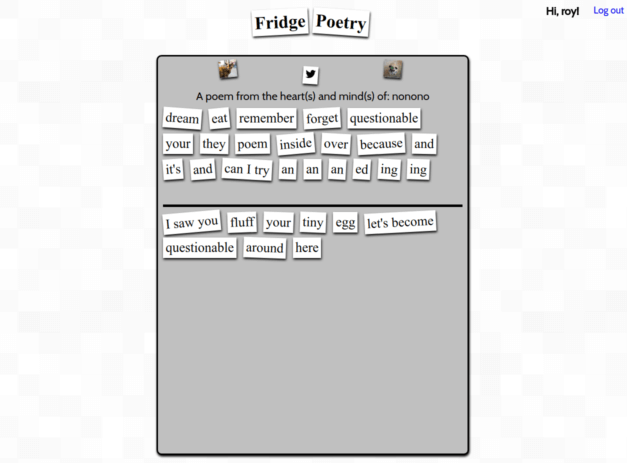 Hi, roy! Log out
Fridge Poetry
A poem from the heart(s) and mind(s) of: nonono
dream eat remember forget questionable
your they poem inside over because and
it's and can I try an an an ed ing ing
I saw you fluff your tiny egg let's become
questionable around here